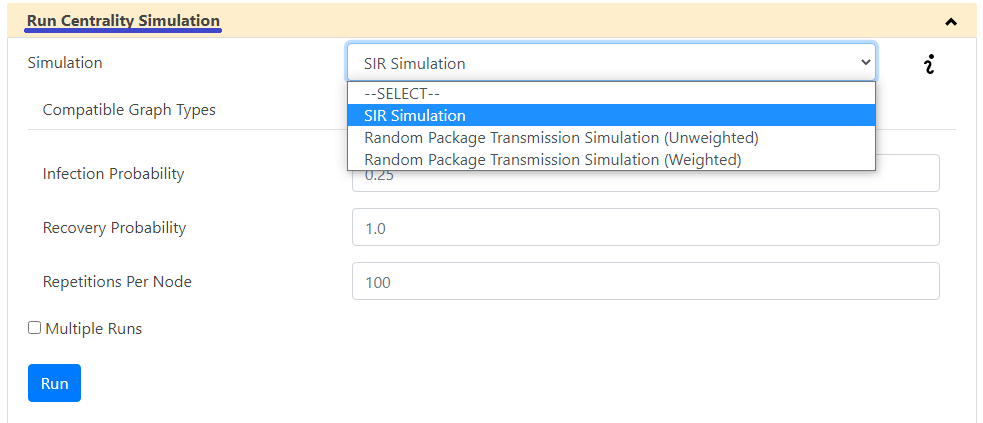 Run Centrality Simulation
Simulation
SIR Simulation
--SELECT--
SIR Simulation
Random Package Transmission Simulation (Unweighted)
Random Package Transmission Simulation (Weighted)
Compatible Graph Types
Infection Probability
0.25
Recovery Probability
1.0
Repetitions Per Node
100
Multiple Runs
Run